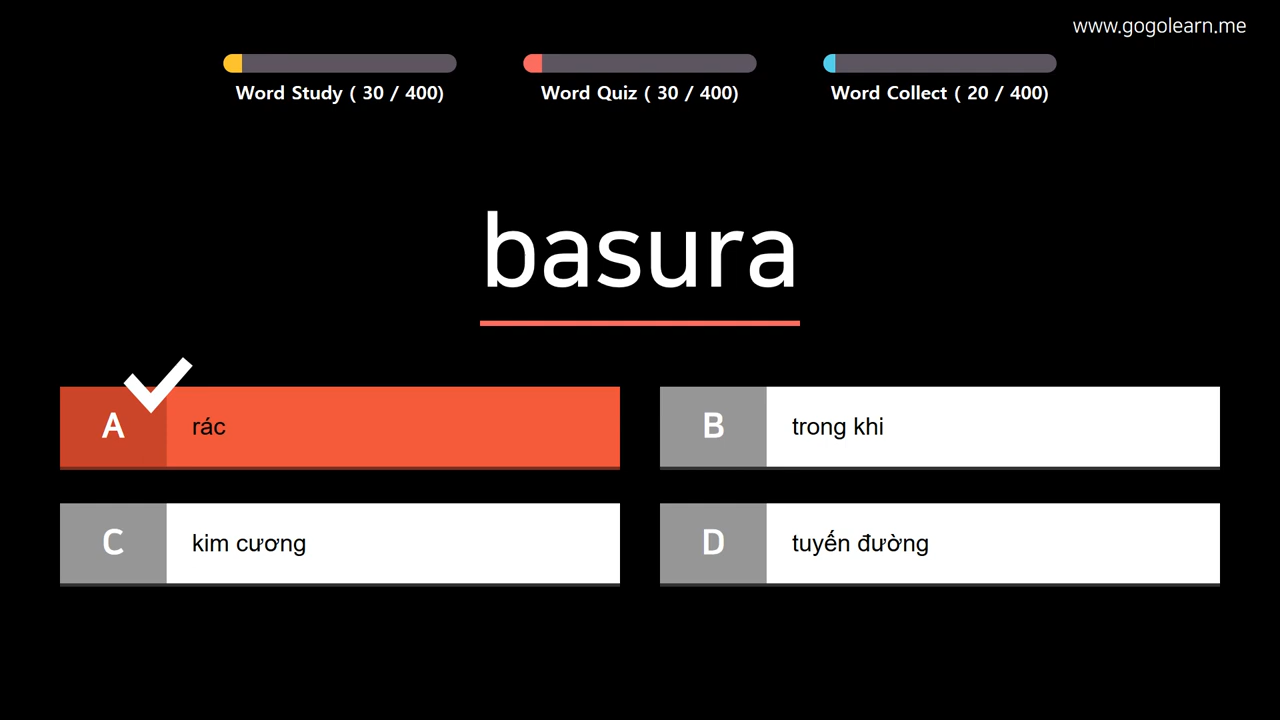 www.gogolearn.me
Word Study ( 30 / 400)
Word Quiz ( 30 / 400)
Word Collect ( 20 / 400)
basura
A rác
B trong khi
C kim cương
D tuyến đường